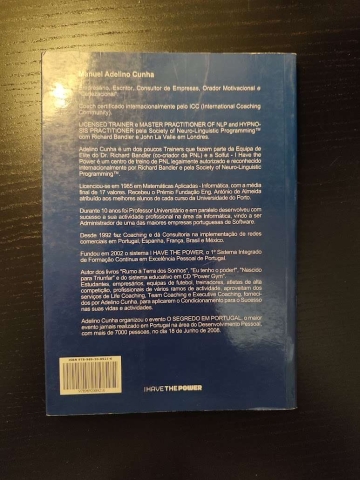 Manuel Adelino Cunha
Empresário, Escritor, Consultor de Empresas, Orador Motivacional e
Coach certificado internacionalmente pelo ICC (International Coaching
Community).
LICENSED TRAINER e MASTER PRACTITIONER OF NLP and HYPNO-
SIS PRACTITIONER pela Society of Neuro-Linguistic Programming™
com Richard Bandler e John La Valle em Londres.
Adelino Cunha é um dos poucos Trainers que fazem parte da Equipa de
Elite do Dr. Richard Bandler (co-criador da PNL) e a Solfut - I Have the
Power é um centro de treino de PNL legalmente autorizado e reconhecido
internacionalmente por Richard Bandler e pela Society of Neuro-Linguistic
Programming™.
Licenciou-se em 1985 em Matemáticas Aplicadas - Informática, com a média
final de 17 valores. Recebeu o Prémio Fundação Eng. António de Almeida
atribuído aos melhores alunos de cada curso da Universidade do Porto.
Durante 10 anos foi Professor Universitário e em paralelo desenvolveu com
sucesso a sua actividade profissional na área da Informática, vindo a ser
Administrador de uma das maiores empresas portuguesas de Software.
Desde 1992 faz Coaching e dá Consultoria na implementação de redes
comerciais em Portugal, Espanha, França, Brasil e México.
Fundou em 2002 o sistema I HAVE THE POWER, o 1º Sistema Integrado
de Formação Contínua em Excelência Pessoal de Portugal.
Autor dos livros "Rumo à Terra dos Sonhos", "Eu tenho o poder!", "Nascido
para Triunfar" e do sistema educativo em CD "Power Gym".
Estudantes, empresários, equipas de futebol, treinadores, atletas de alta
competição, profissionais de vários ramos de actividade, aproveitam dos
serviços de Life Coaching, Team Coaching e Executive Coaching, forneci-
dos por Adelino Cunha, para aplicarem o Condicionamento para o Sucesso
nas suas vidas e actividades.
Adelino Cunha organizou o evento O SEGREDO EM PORTUGAL, o maior
evento jamais realizado em Portugal na área do Desenvolvimento Pessoal,
com mais de 7000 pessoas, no dia 18 de Junho de 2008.
I HAVE THE POWER